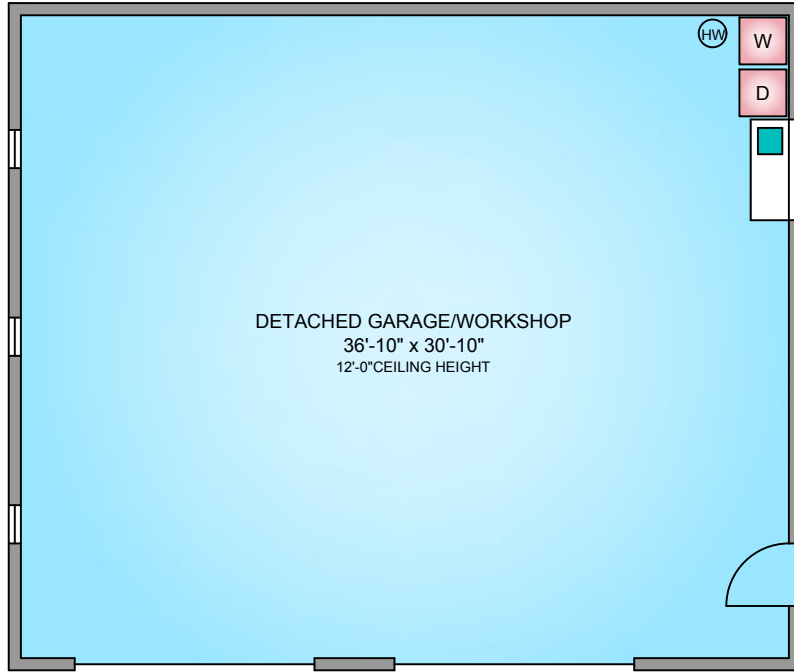 HW
W
D
DETACHED GARAGE/WORKSHOP
36'-10" x 30'-10"
12'-0"CEILING HEIGHT